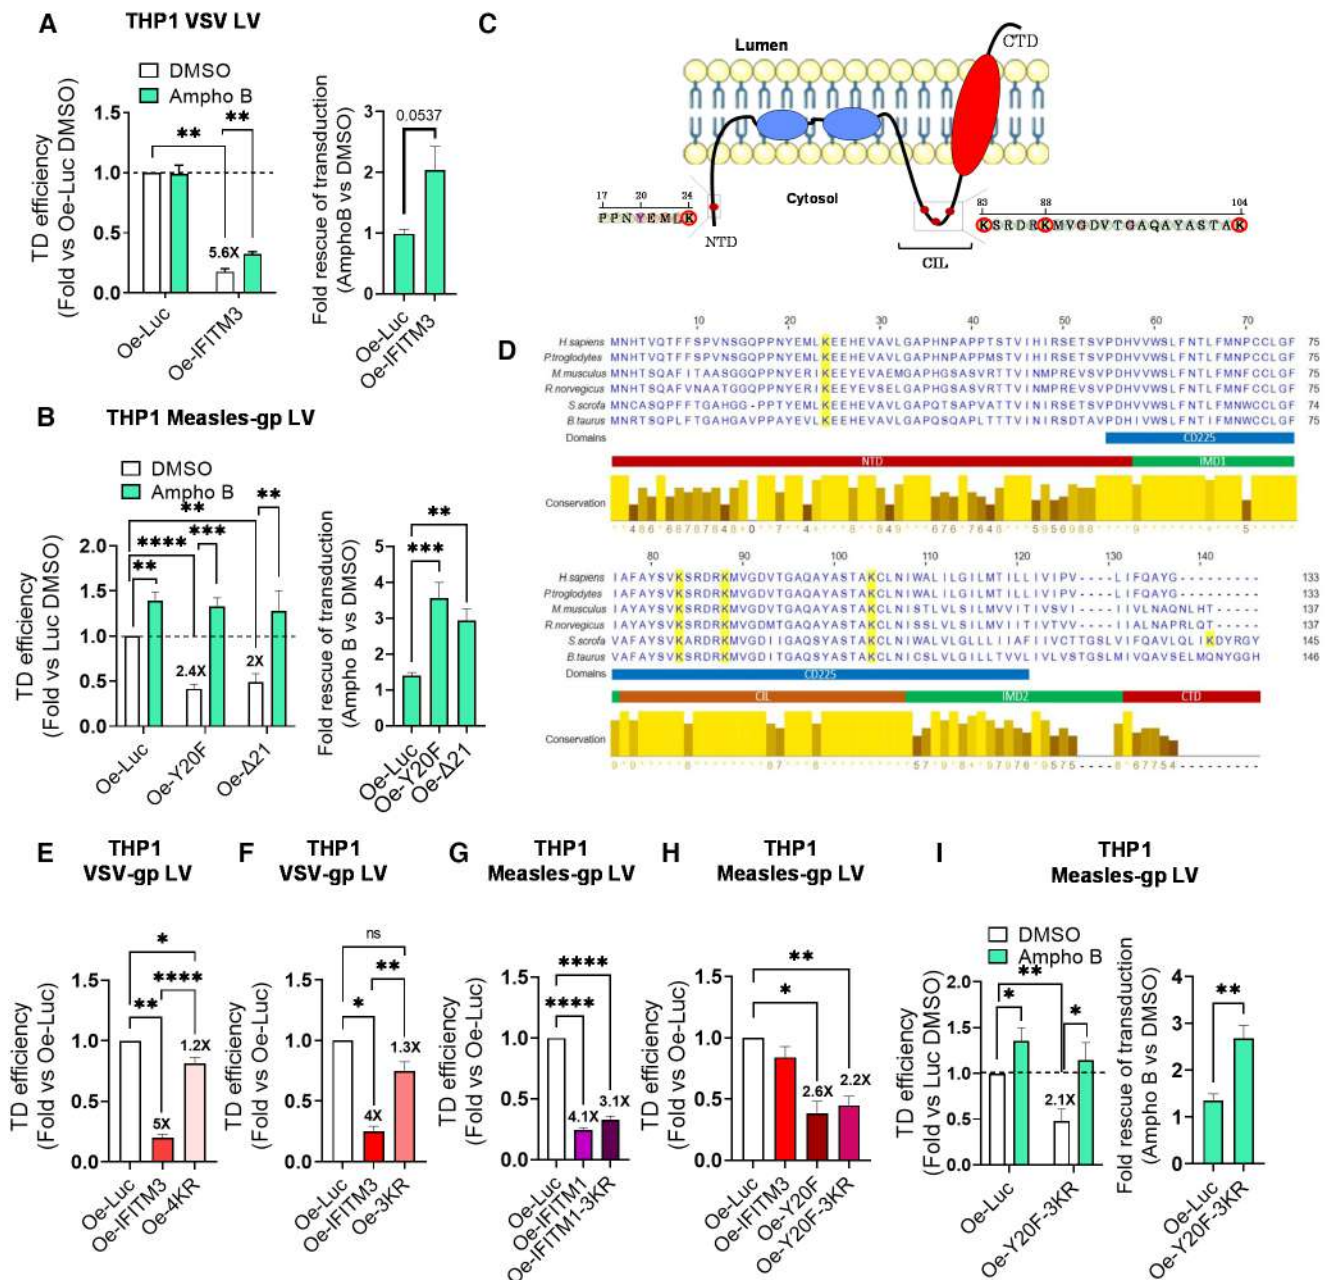 A
THP1 VSV LV
DMSO
Ampho B
TD efficiency
(Fold vs Oe-Luc DMSO)
1.5
1.0
0.5
0.0
**
**
5.6X
Oe-Luc
Oe-IFITM3
Fold rescue of transduction
(AmphoB vs DMSO)
3
2
1
0
0.0537
Oe-Luc
Oe-IFITM3
B
THP1 Measles-gp LV
DMSO
Ampho B
TD efficiency
(Fold vs Luc DMSO)
2.0
1.5
1.0
0.5
0.0
**
**
****
***
**
2.4X
2X
Oe-Luc
Oe-Y20F
Oe-Δ21
Fold rescue of transduction
(Ampho B vs DMSO)
5
4
3
2
1
0
**
***
Oe-Luc
Oe-Y20F
Oe-Δ21
C
Lumen
CTD
Cytosol
17 20 24
PPNYEMLK
NTD
CIL
83 88 104
KSRDRKMVGDVTGAQAYASTAK
D
10 20 30 40 50 60 70
H.sapiens MNHTVQTFFSPVNSGQPPNYEMLKEEHEVAVLGAPHNPAPPTSTVIHIRSETSVPDHVVWSLFNTLFMNPCCLGF 75
P.troglodytes MNHTVQTFFSPVNSGQPPNYEMLKEEHEVAVLGAPHNPAPPMSTVIHIRSETSVPDHVVWSLFNTLFMNPCCLGF 75
M.musculus MNHTSQAFITAASGGQPPNYERIKEEYEVAEMGAPHGSASVRTTVINMPREVSVPDHVVWSLFNTLFMNFCCLGF 75
R.norvegicus MNHTSQAFVNAATGGQPPNYERIKEEYEVSELGAPHGSASVRTTVINMPREVSVPDHVVWSLFNTLFMNFCCLGF 75
S.scrofa MNCASQPFFTGAHGG-PPTYEMLKEEHEVAVLGAPQTSAPVATTVINIRSETSVPDHVVWSLFNTLFMNWCCLGF 74
B.taurus MNRTSQPLFTGAHGAVPPAYEVLKEEHEVAVLGAPQSQAPLTTTVINIRSETSVPDHVVWSLFNTIFMNWCCLGF 75
Domains
CD225
NTD
IMD1
Conservation
80 90 100 110 120 130 140
H.sapiens IAFAYSVKSRDRKMVGDVTGAQAYASTAKCLNIWALILGILMTILLIVIPV----LIFQAYG--------- 133
P.troglodytes IAFAYSVKSRDRKMVGDVTGAQAYASTAKCLNIWALILGILMTILLIVIPV----LIFQAYG--------- 133
M.musculus IAYAYSVKSRDRKMVGDVTGAQAYASTAKCLNISTLVLSILMVVITIVSVI----IIVLNAQNLHT----- 137
R.norvegicus IAYAYSVKSRDRKMVGDMTGAQAYASTAKCLNISSLVLSILMVIITIVTVV----IIALNAPRLQT----- 137
S.scrofa VAFAYSVKSRDRKMVGDIIGAQSYASTAKCLNIWALVLGLLLIIAFIIVCTTGSLVIFQAVLQLIKDYRGY 145
B.taurus VAFAYSVKSRDRKMVGDITGAQSYASTAKCLNICSLVLGILLTVVLIVLVSTGSLMIVQAVSELMQNYGGH 146
Domains
CD225
CIL
IMD2
CTD
Conservation
E
THP1
VSV-gp LV
TD efficiency
(Fold vs Oe-Luc)
1.5
1.0
0.5
0.0
*
****
**
5X
1.2X
Oe-Luc
Oe-IFITM3
Oe-4KR
F
THP1
VSV-gp LV
TD efficiency
(Fold vs Oe-Luc)
1.5
1.0
0.5
0.0
ns
**
*
4X
1.3X
Oe-Luc
Oe-IFITM3
Oe-3KR
G
THP1
Measles-gp LV
TD efficiency
(Fold vs Oe-Luc)
1.5
1.0
0.5
0.0
****
****
4.1X
3.1X
Oe-Luc
Oe-IFITM1
Oe-IFITM1-3KR
H
THP1
Measles-gp LV
TD efficiency
(Fold vs Oe-Luc)
1.5
1.0
0.5
0.0
**
*
2.6X
2.2X
Oe-Luc
Oe-IFITM3
Oe-Y20F
Oe-Y20F-3KR
I
THP1
Measles-gp LV
DMSO
Ampho B
TD efficiency
(Fold vs Luc DMSO)
2.0
1.5
1.0
0.5
0.0
**
*
*
2.1X
Oe-Luc
Oe-Y20F-3KR
Fold rescue of transduction
(Ampho B vs DMISO)
4
3
2
1
0
**
Oe-Luc
Oe-Y20F-3KR